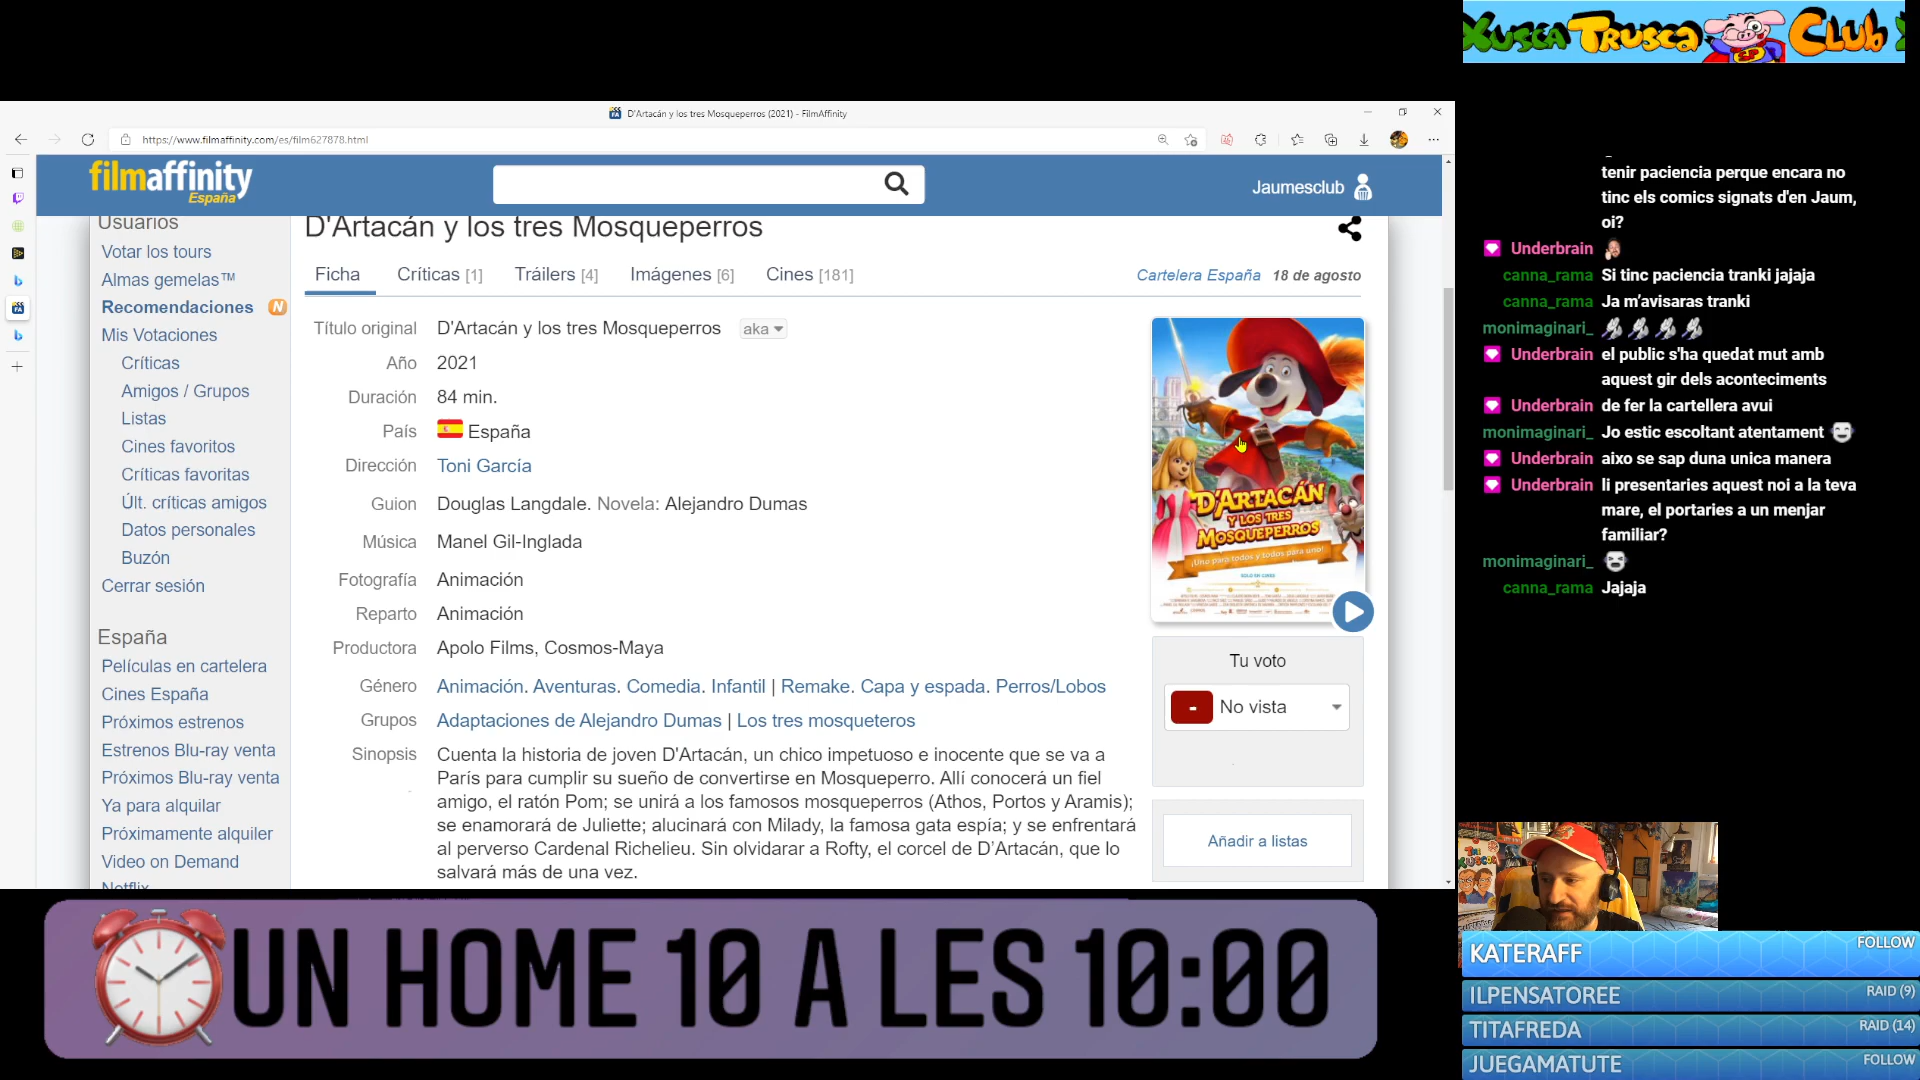 XUSCA TRUSCA CLUB
D'Artacán y los tres Mosqueperros (2021) - FilmAffinity
https://www.filmaffinity.com/es/film627878.html
filmaffinity
España
Jaumesclub
Usuarios
Votar los tours
Almas gemelas™
Recomendaciones N
Mis Votaciones
Críticas
Amigos / Grupos
Listas
Cines favoritos
Críticas favoritas
Últ. críticas amigos
Datos personales
Buzón
Cerrar sesión
España
Películas en cartelera
Cines España
Próximos estrenos
Estrenos Blu-ray venta
Próximos Blu-ray venta
Ya para alquilar
Próximamente alquiler
Video on Demand
Netflix
D'Artacán y los tres Mosqueperros
Ficha Críticas [1] Tráilers [4] Imágenes [6] Cines [181] Cartelera España 18 de agosto
Título original D'Artacán y los tres Mosqueperros aka
Año 2021
Duración 84 min.
País España
Dirección Toni García
Guion Douglas Langdale. Novela: Alejandro Dumas
Música Manel Gil-Inglada
Fotografía Animación
Reparto Animación
Productora Apolo Films, Cosmos-Maya
Género Animación. Aventuras. Comedia. Infantil | Remake. Capa y espada. Perros/Lobos
Grupos Adaptaciones de Alejandro Dumas | Los tres mosqueteros
Sinopsis Cuenta la historia de joven D'Artacán, un chico impetuoso e inocente que se va a
París para cumplir su sueño de convertirse en Mosqueperro. Allí conocerá un fiel
amigo, el ratón Pom; se unirá a los famosos mosqueperros (Athos, Portos y Aramis);
se enamorará de Juliette; alucinará con Milady, la famosa gata espía; y se enfrentará
al perverso Cardenal Richelieu. Sin olvidarar a Rofty, el corcel de D'Artacán, que lo
salvará más de una vez.
D'ARTACÁN
Y LOS TRES
MOSQUEPERROS
¡Uno para todos y todos para uno!
SOLO EN CINES
Tu voto
- No vista
Añadir a listas
tenir paciencia perque encara no
tinc els comics signats d'en Jaum,
oi?
Underbrain
canna_rama Si tinc paciencia tranki jajaja
canna_rama Ja m'avisaras tranki
monimaginari_
Underbrain el public s'ha quedat mut amb
aquest gir dels aconteciments
Underbrain de fer la cartellera avui
monimaginari_ Jo estic escoltant atentament
Underbrain aixo se sap duna unica manera
Underbrain li presentaries aquest noi a la teva
mare, el portaries a un menjar
familiar?
monimaginari_
canna_rama Jajaja
UN HOME 10 A LES 10:00
KATERAFF FOLLOW
ILPENSATOREE RAID (9)
TITAFREDA RAID (14)
JUEGAMATUTE FOLLOW